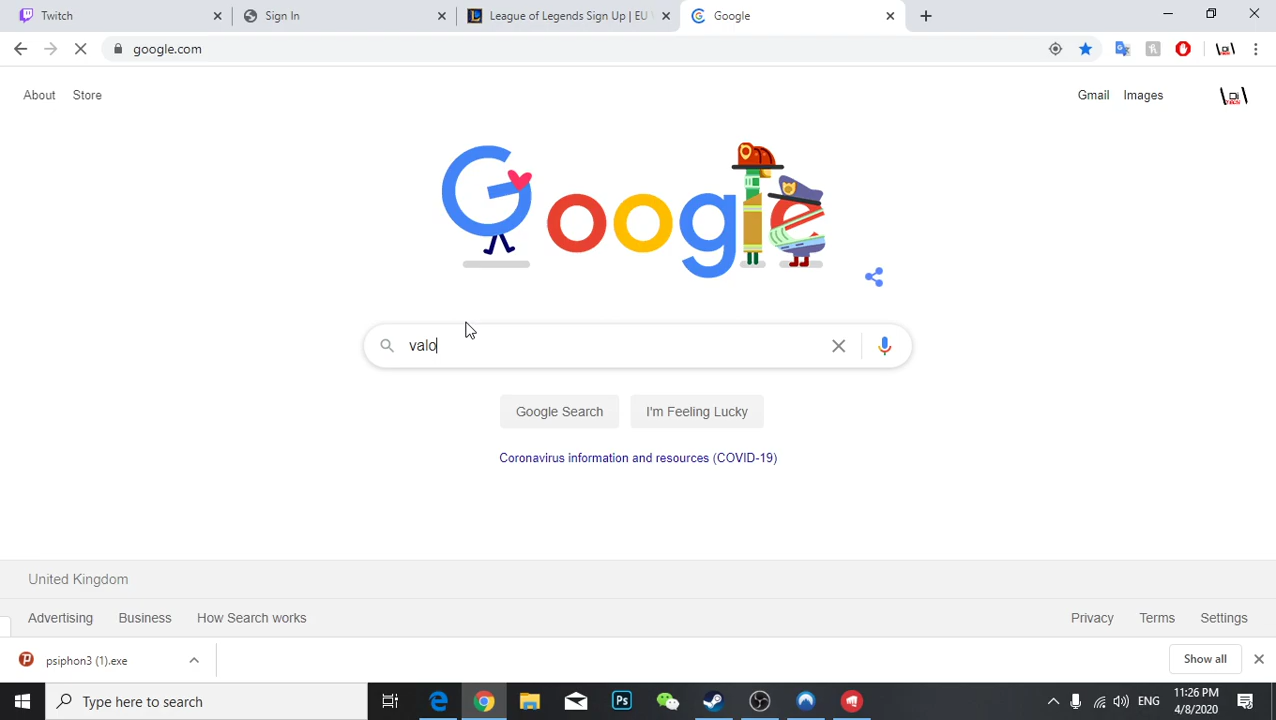 Twitch
Sign In
League of Legends Sign Up | EU
Google
google.com
About
Store
Gmail
Images
Google
valo
Google Search
I'm Feeling Lucky
Coronavirus information and resources (COVID-19)
United Kingdom
Advertising
Business
How Search works
Privacy
Terms
Settings
psiphon3 (1).exe
Show all
Type here to search
Ps
ENG
11:26 PM
4/8/2020